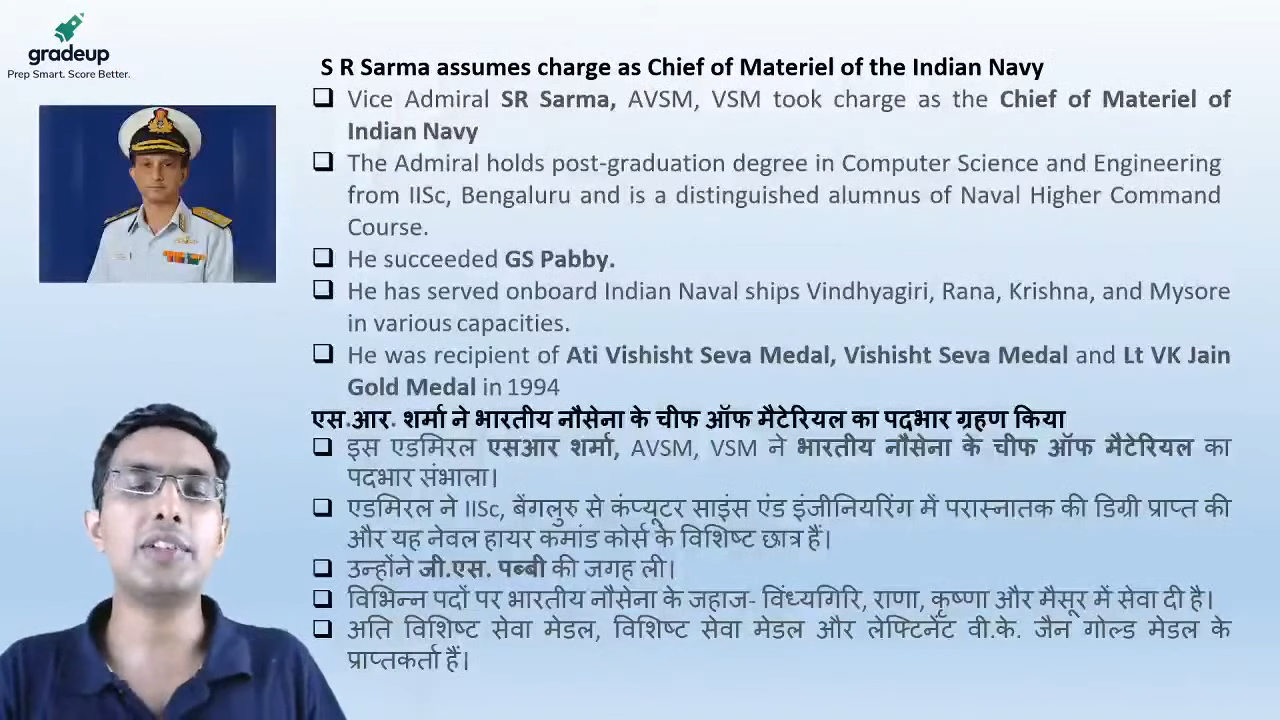 gradeup
Prep Smart. Score Better.
S R Sarma assumes charge as Chief of Materiel of the Indian Navy
❑ Vice Admiral SR Sarma, AVSM, VSM took charge as the Chief of Materiel of
Indian Navy
❑ The Admiral holds post-graduation degree in Computer Science and Engineering
from IISc, Bengaluru and is a distinguished alumnus of Naval Higher Command
Course.
❑ He succeeded GS Pabby.
❑ He has served onboard Indian Naval ships Vindhyagiri, Rana, Krishna, and Mysore
in various capacities.
❑ He was recipient of Ati Vishisht Seva Medal, Vishisht Seva Medal and Lt VK Jain
Gold Medal in 1994
एस.आर. शर्मा ने भारतीय नौसेना के चीफ ऑफ मैटेरियल का पदभार ग्रहण किया
❑ इस एडमिरल एसआर शर्मा, AVSM, VSM ने भारतीय नौसेना के चीफ ऑफ मैटेरियल का
पदभार संभाला।
❑ एडमिरल ने IISc, बेंगलुरु से कंप्यूटर साइंस एंड इंजीनियरिंग में परास्नातक की डिग्री प्राप्त की
और यह नेवल हायर कमांड कोर्स के विशिष्ट छात्र हैं।
❑ उन्होंने जी.एस. पब्बी की जगह ली।
❑ विभिन्न पदों पर भारतीय नौसेना के जहाज- विंध्यगिरि, राणा, कृष्णा और मैसूर में सेवा दी है।
❑ अति विशिष्ट सेवा मेडल, विशिष्ट सेवा मेडल और लेफ्टिनेंट वी.के. जैन गोल्ड मेडल के
प्राप्तकर्ता हैं।